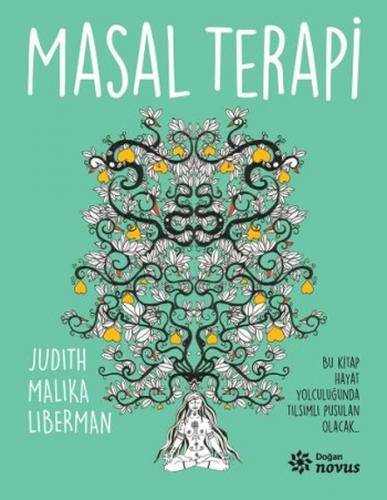 MASAL TERAPİ
JUDITH
MALIKA
LIBERMAN
BU KİTAP
HAYAT
YOLCULUĞUNDA
TILSIMLI PUSULAN
OLACAK...
Doğan
novus